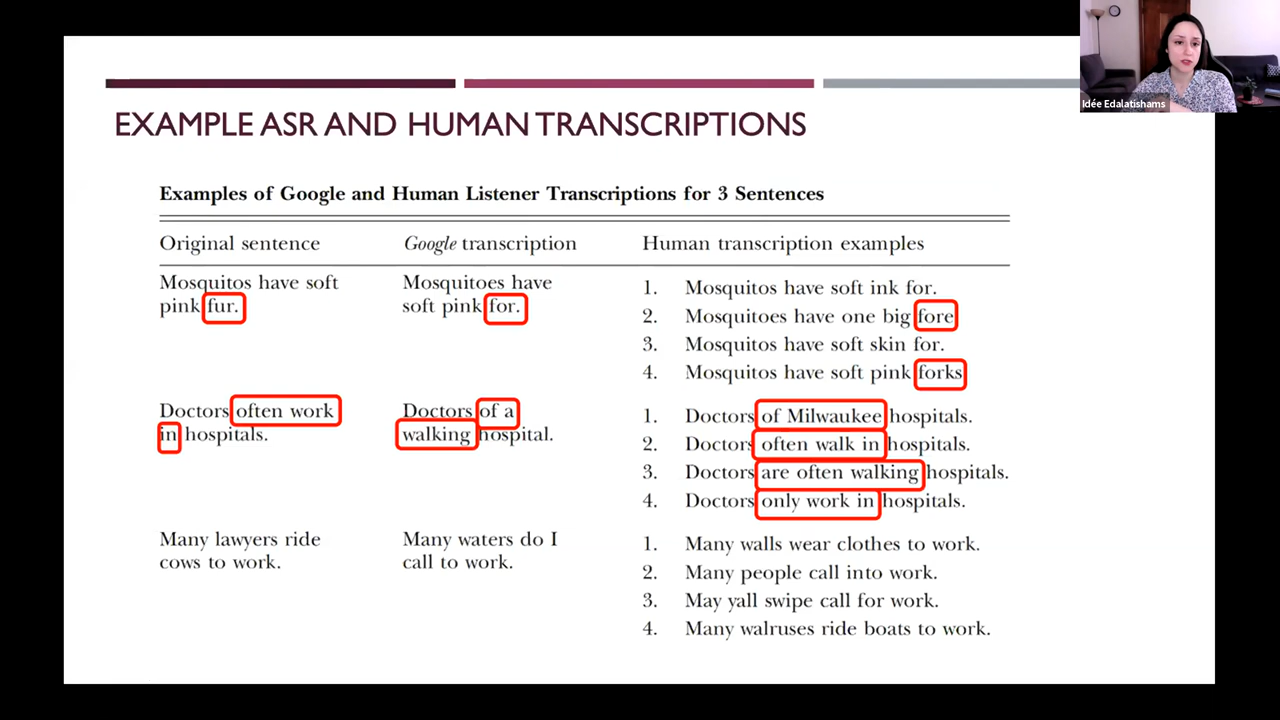 Idée Edalatishams
EXAMPLE ASR AND HUMAN TRANSCRIPTIONS
Examples of Google and Human Listener Transcriptions for 3 Sentences
Original sentence
Google transcription
Human transcription examples
Mosquitos have soft
pink fur.
Mosquitoes have
soft pink for.
1. Mosquitos have soft ink for.
2. Mosquitoes have one big fore
3. Mosquitos have soft skin for.
4. Mosquitos have soft pink forks
Doctors often work
in hospitals.
Doctors of a
walking hospital.
1. Doctors of Milwaukee hospitals.
2. Doctors often walk in hospitals.
3. Doctors are often walking hospitals.
4. Doctors only work in hospitals.
Many lawyers ride
cows to work.
Many waters do I
call to work.
1. Many walls wear clothes to work.
2. Many people call into work.
3. May yall swipe call for work.
4. Many walruses ride boats to work.